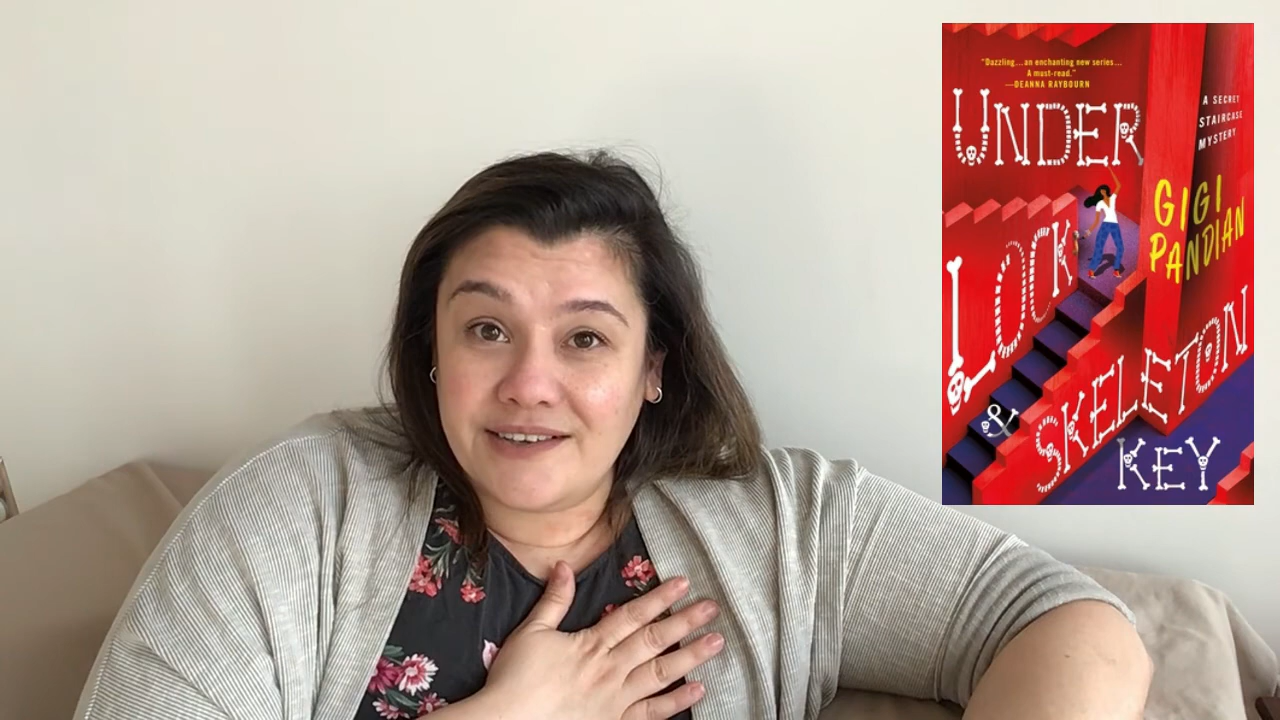 "Dazzling...an enchanting new series...
A must-read."
—DEANNA RAYBOURN
UNDER
LOCK
& SKELETON
KEY
A SECRET
STAIRCASE
MYSTERY
GIGI
PANDIAN